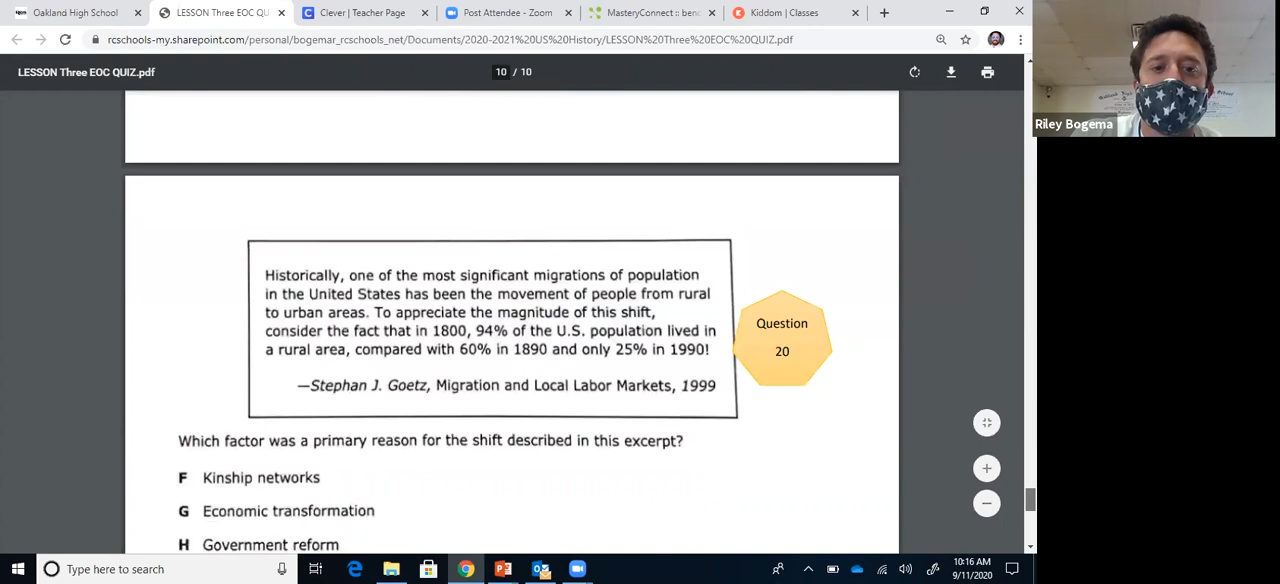 Oakland High School
LESSON Three EOC QU
Clever | Teacher Page
Post Attendee - Zoom
MasteryConnect :: benc
Kiddom | Classes
rcschools-my.sharepoint.com/personal/bogemar_rcschools_net/Documents/2020-2021%20US%20History/LESSON%20Three%20EOC%20QUIZ.pdf
LESSON Three EOC QUIZ.pdf
10 / 10
Riley Bogema
Historically, one of the most significant migrations of population
in the United States has been the movement of people from rural
to urban areas. To appreciate the magnitude of this shift,
consider the fact that in 1800, 94% of the U.S. population lived in
a rural area, compared with 60% in 1890 and only 25% in 1990!
—Stephan J. Goetz, Migration and Local Labor Markets, 1999
Question
20
Which factor was a primary reason for the shift described in this excerpt?
F Kinship networks
G Economic transformation
H Government reform
Type here to search
10:16 AM
9/11/2020